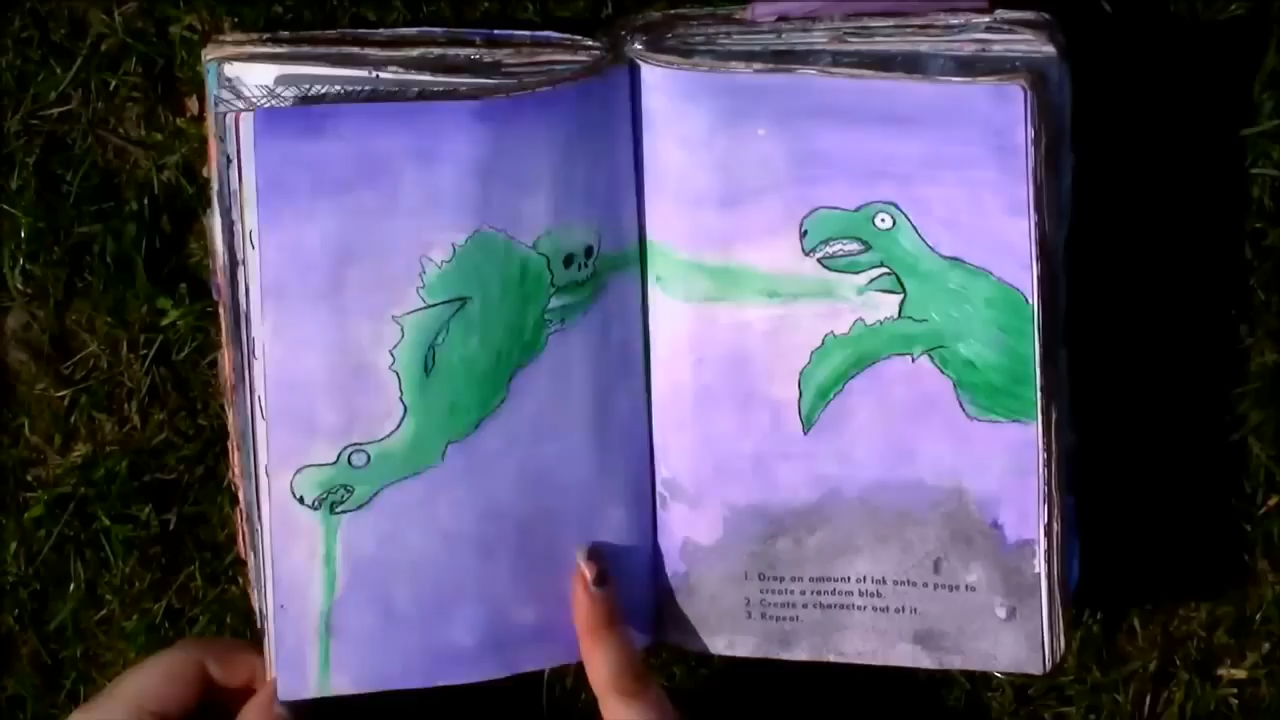 1. Drop an amount of ink onto a page to
create a random blob.
2. Create a character out of it.
3. Repeat.